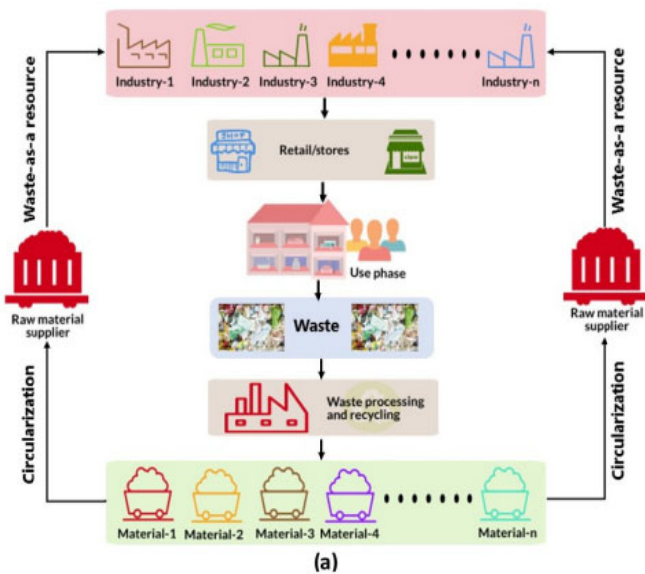 Industry-1 Industry-2 Industry-3 Industry-4 Industry-n
Waste-as-a resource
Waste-as-a resource
Retail/stores
Use phase
Raw material
supplier
Raw material
supplier
Waste
Waste processing
and recycling
Circularization
Circularization
Material-1 Material-2 Material-3 Material-4 Material-n
(a)